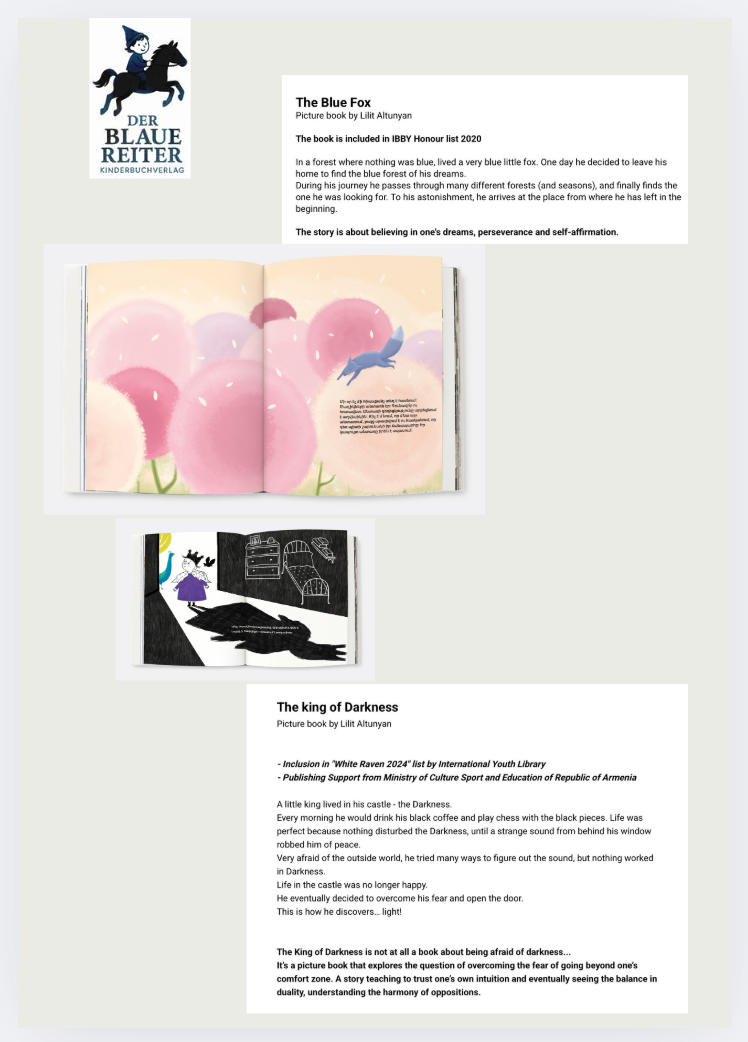 DER
BLAUE
REITER
KINDERBUCHVERLAG
The Blue Fox
Picture book by Lilit Altunyan
The book is included in IBBY Honour list 2020
In a forest where nothing was blue, lived a very blue little fox. One day he decided to leave his
home to find the blue forest of his dreams.
During his journey he passes through many different forests (and seasons), and finally finds the
one he was looking for. To his astonishment, he arrives at the place from where he has left in the
beginning.
The story is about believing in one's dreams, perseverance and self-affirmation.
The king of Darkness
Picture book by Lilit Altunyan
- Inclusion in "White Raven 2024" list by International Youth Library
- Publishing Support from Ministry of Culture Sport and Education of Republic of Armenia
A little king lived in his castle - the Darkness.
Every morning he would drink his black coffee and play chess with the black pieces. Life was
perfect because nothing disturbed the Darkness, until a strange sound from behind his window
robbed him of peace.
Very afraid of the outside world, he tried many ways to figure out the sound, but nothing worked
in Darkness.
Life in the castle was no longer happy.
He eventually decided to overcome his fear and open the door.
This is how he discovers... light!
The King of Darkness is not at all a book about being afraid of darkness...
It's a picture book that explores the question of overcoming the fear of going beyond one's
comfort zone. A story teaching to trust one's own intuition and eventually seeing the balance in
duality, understanding the harmony of oppositions.